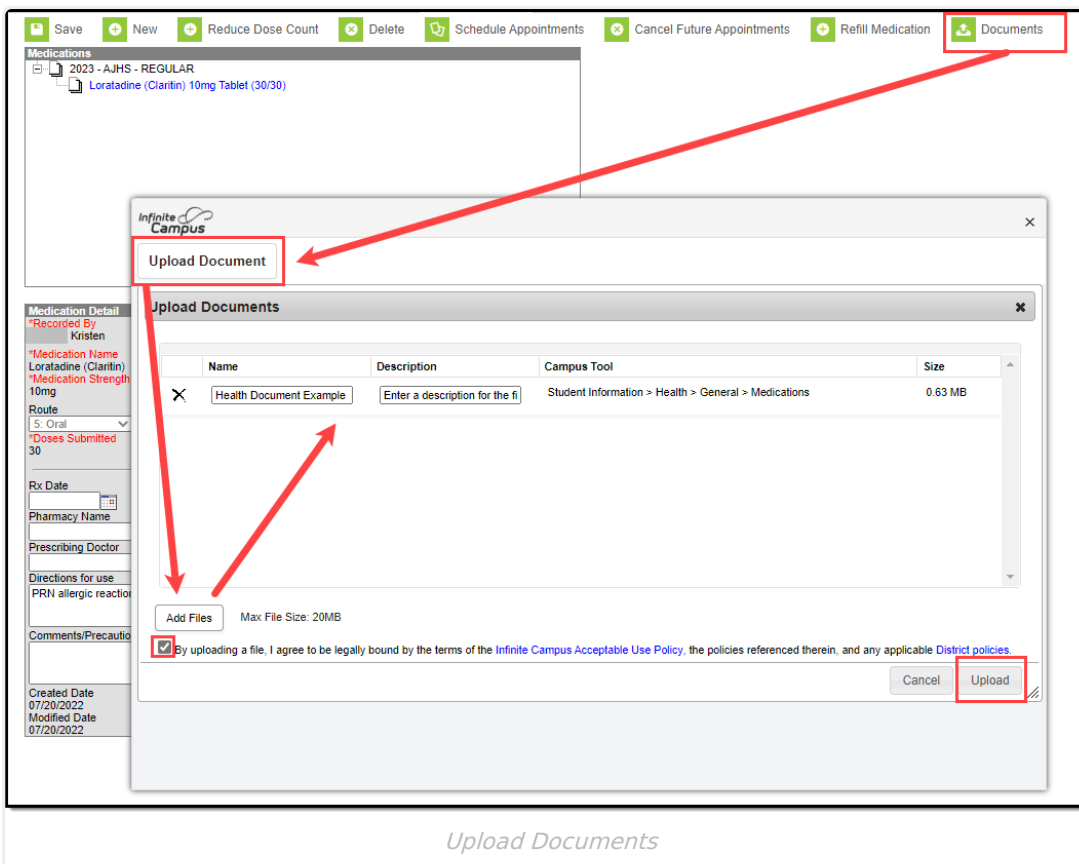 Save New Reduce Dose Count Delete Schedule Appointments Cancel Future Appointments Refill Medication Documents
Medications
2023 - AJHS - REGULAR
Loratadine (Claritin) 10mg Tablet (30/30)
Infinite
Campus
×
Upload Document
Upload Documents
Name Description Campus Tool Size
Health Document Example Enter a description for the fi Student Information > Health > General > Medications 0.63 MB
Add Files Max File Size: 20MB
By uploading a file, I agree to be legally bound by the terms of the Infinite Campus Acceptable Use Policy, the policies referenced therein, and any applicable District policies.
Cancel Upload
Medication Detail
*Recorded By
Kristen
*Medication Name
Loratadine (Claritin)
*Medication Strength
10mg
Route
5: Oral
*Doses Submitted
30
Rx Date
Pharmacy Name
Prescribing Doctor
Directions for use
PRN allergic reaction
Comments/Precautio
Created Date
07/20/2022
Modified Date
07/20/2022
Upload Documents